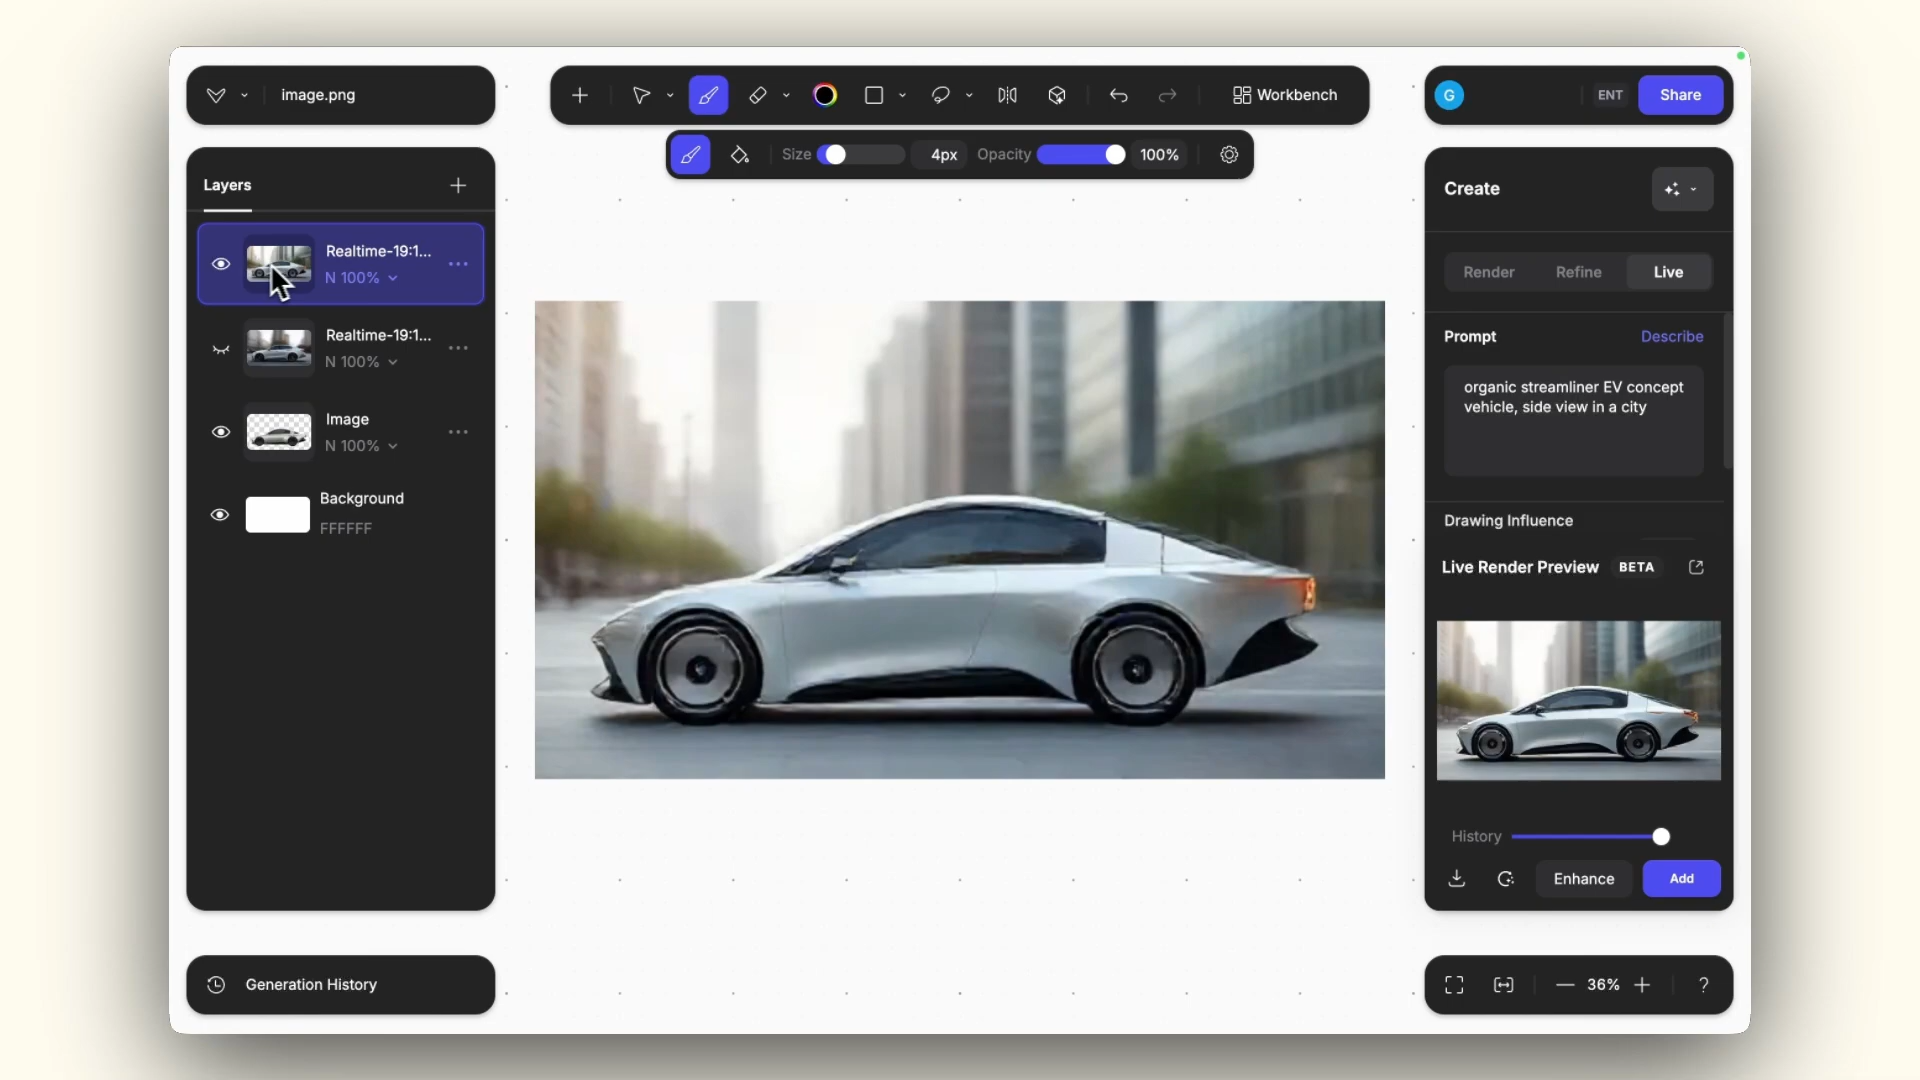 image.png
Workbench
G
ENT
Share
Size
4px
Opacity
100%
Layers
Realtime-19:1...
N 100%
Realtime-19:1...
N 100%
Image
N 100%
Background
FFFFFF
Generation History
Create
Render
Refine
Live
Prompt
Describe
organic streamliner EV concept
vehicle, side view in a city
Drawing Influence
Live Render Preview
BETA
History
Enhance
Add
36%
?